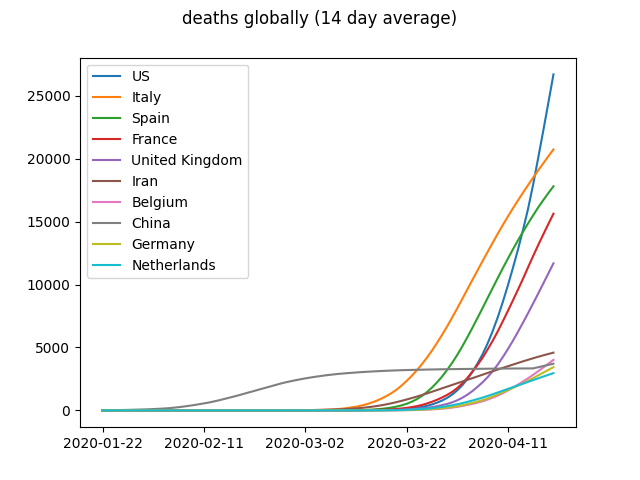 deaths globally (14 day average)
US
Italy
Spain
France
United Kingdom
Iran
Belgium
China
Germany
Netherlands
25000
20000
15000
10000
5000
0
2020-01-22 2020-02-11 2020-03-02 2020-03-22 2020-04-11